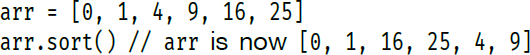 arr = [0, 1, 4, 9, 16, 25]
arr.sort() // arr is now [0, 1, 16, 25, 4, 9]